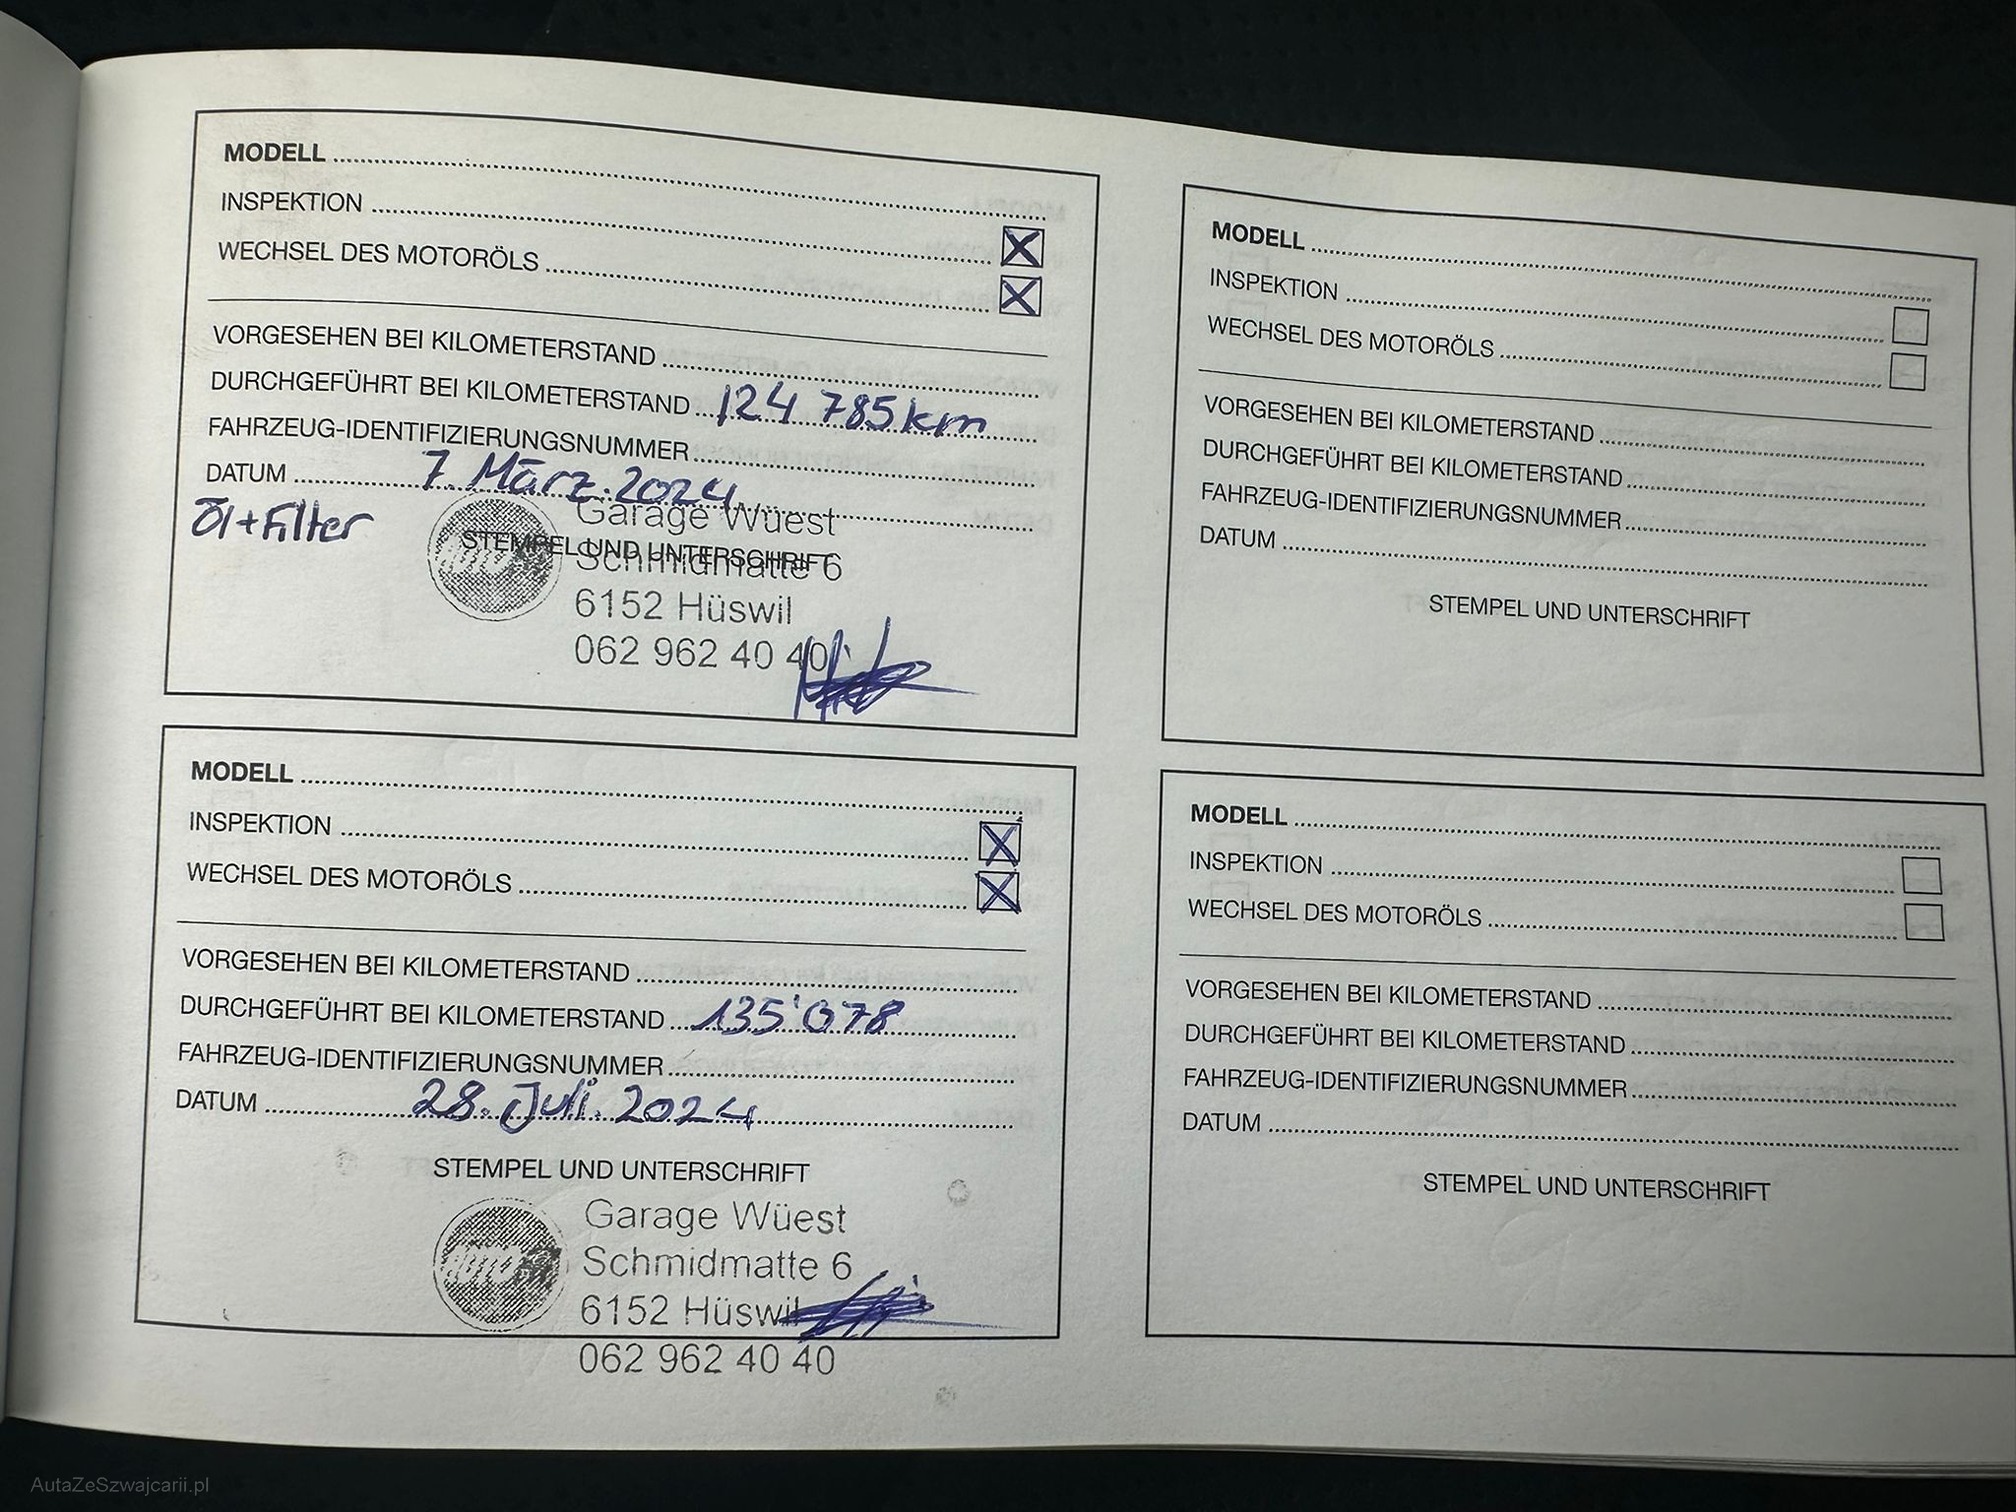 MODELL
INSPEKTION
WECHSEL DES MOTORÖLS
VORGESEHEN BEI KILOMETERSTAND
DURCHGEFÜHRT BEI KILOMETERSTAND 124 785 km
FAHRZEUG-IDENTIFIZIERUNGSNUMMER
DATUM 7. März. 2024
Öl+Filter
Garage Wüest
STEMPEL UND UNTERSCHRIFT
Schmidmatte 6
6152 Hüswil
062 962 40 40
MODELL
INSPEKTION
WECHSEL DES MOTORÖLS
VORGESEHEN BEI KILOMETERSTAND
DURCHGEFÜHRT BEI KILOMETERSTAND 135'078
FAHRZEUG-IDENTIFIZIERUNGSNUMMER
DATUM 28. Juli. 2024
STEMPEL UND UNTERSCHRIFT
AUTO
Garage Wüest
Schmidmatte 6
6152 Hüswil
062 962 40 40
MODELL
INSPEKTION
WECHSEL DES MOTORÖLS
VORGESEHEN BEI KILOMETERSTAND
DURCHGEFÜHRT BEI KILOMETERSTAND
FAHRZEUG-IDENTIFIZIERUNGSNUMMER
DATUM
STEMPEL UND UNTERSCHRIFT
MODELL
INSPEKTION
WECHSEL DES MOTORÖLS
VORGESEHEN BEI KILOMETERSTAND
DURCHGEFÜHRT BEI KILOMETERSTAND
FAHRZEUG-IDENTIFIZIERUNGSNUMMER
DATUM
STEMPEL UND UNTERSCHRIFT
AutaZeSzwajcarii.pl